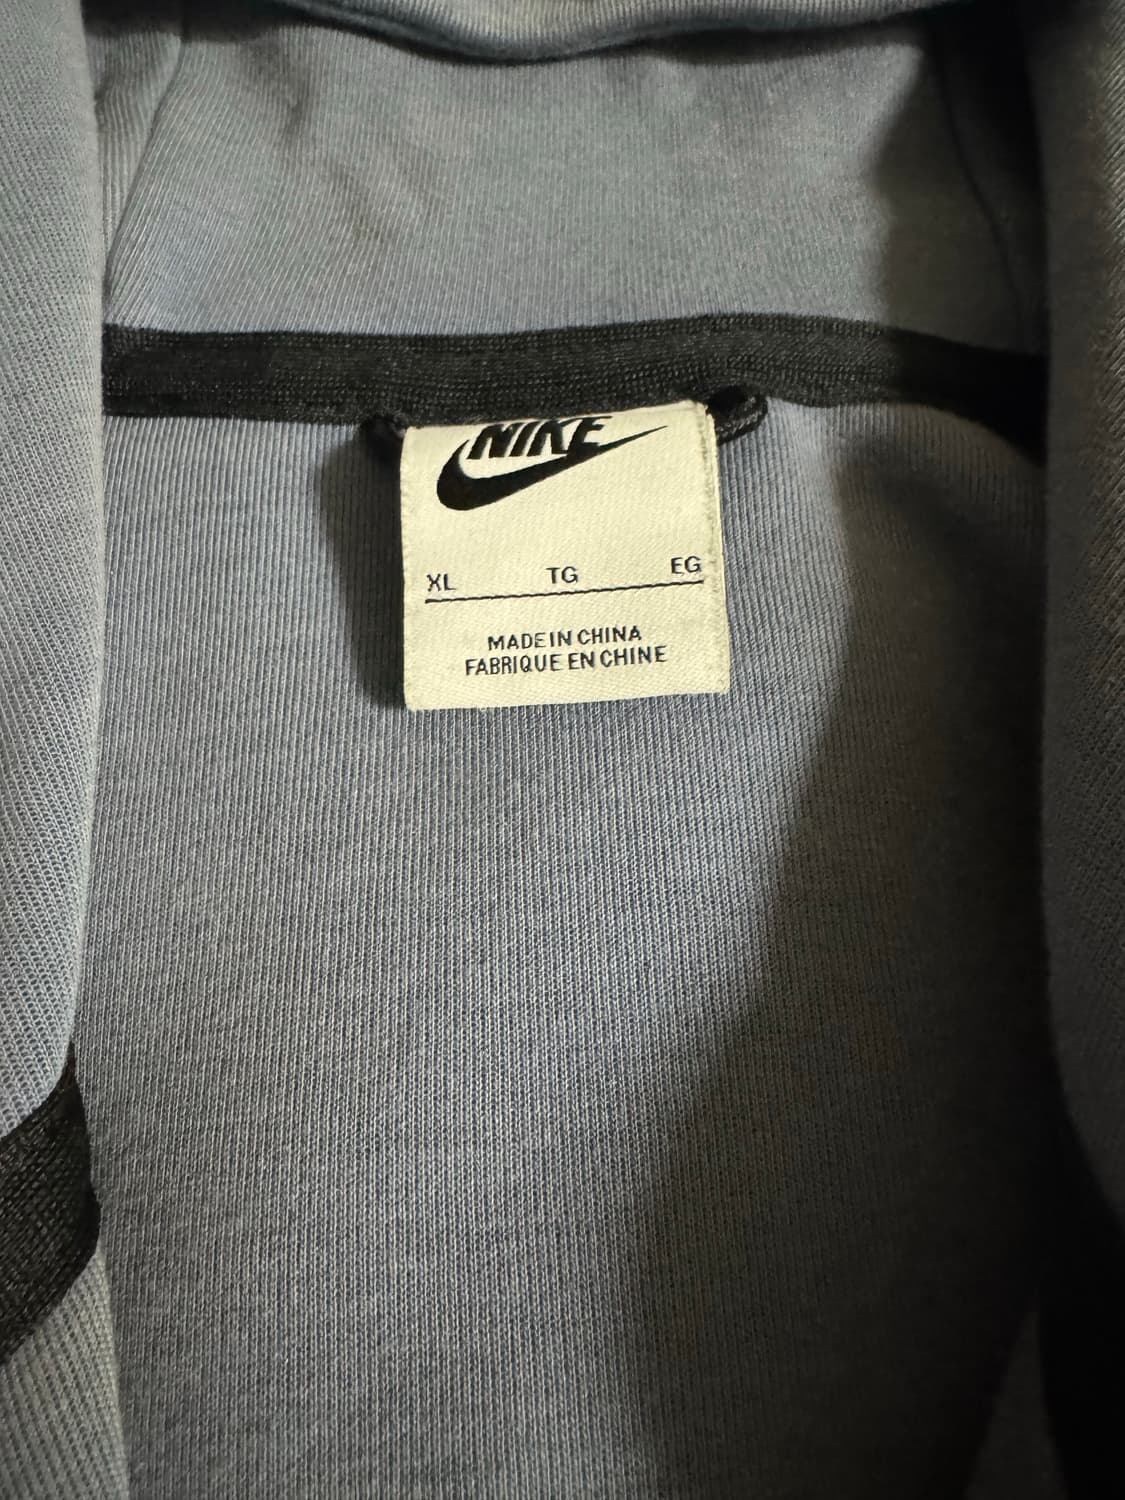 NIKE
XL TG EG
MADE IN CHINA
FABRIQUE EN CHINE